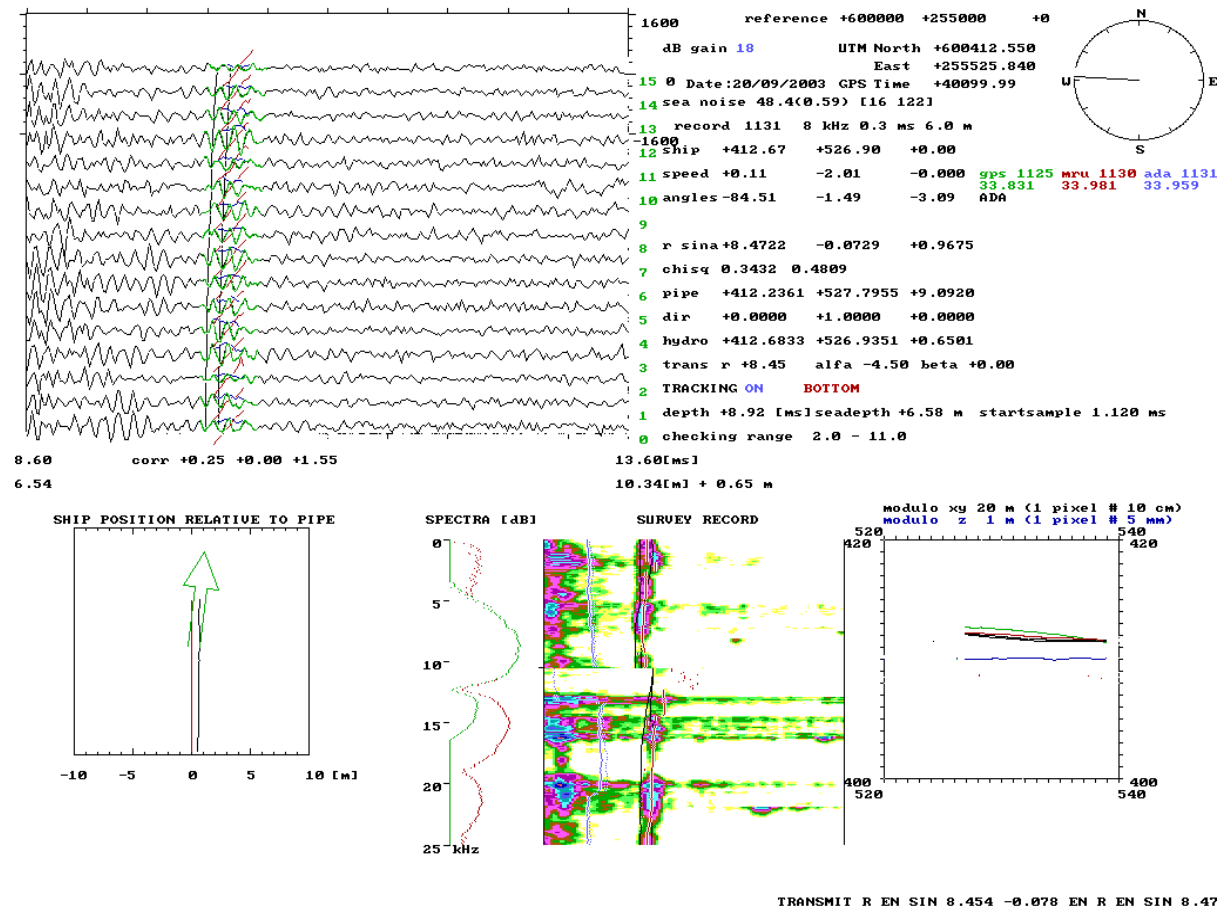 1600 reference +600000 +255000 +0
N
dB gain 18 UTM North +600412.550
East +255525.840
W E
15 0 Date:20/09/2003 GPS Time +40099.99
14 sea noise 48.4(0.59) [16 122]
13 record 1131 8 kHz 0.3 ms 6.0 m
1600
S
12 ship +412.67 +526.90 +0.00
11 speed +0.11 -2.01 -0.000 gps 1125 mru 1130 ada 1131
33.831 33.981 33.959
10 angles -84.51 -1.49 -3.09 ADA
9
8 r sina +8.4722 -0.0729 +0.9675
7 chisq 0.3432 0.4809
6 pipe +412.2361 +527.7955 +9.0920
5 dir +0.0000 +1.0000 +0.0000
4 hydro +412.6833 +526.9351 +0.6501
3 trans r +8.45 alfa -4.50 beta +0.00
2 TRACKING ON BOTTOM
1 depth +8.92 [ms] seadepth +6.58 m startsample 1.120 ms
0 checking range 2.0 - 11.0
8.60 corr +0.25 +0.00 +1.55 13.60[ms]
6.54 10.34[m] + 0.65 m
SHIP POSITION RELATIVE TO PIPE
-10 -5 0 5 10 [m]
SPECTRA [dB]
0
5
10
15
20
25 kHz
SURVEY RECORD
modulo xy 20 m (1 pixel # 10 cm)
modulo z 1 m (1 pixel # 5 mm)
520 540
420 420
400 400
520 540
TRANSMIT R EN SIN 8.454 -0.078 EN R EN SIN 8.47